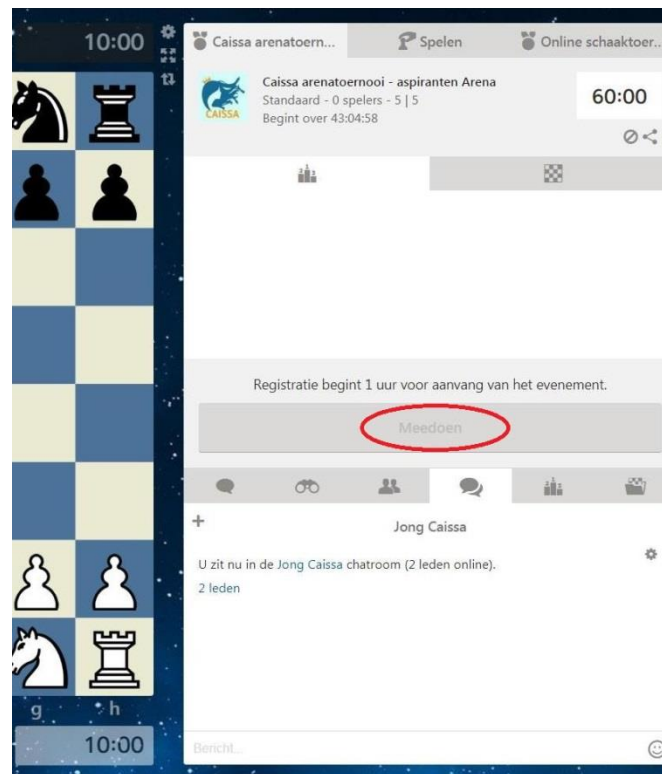 10:00
Caissa arenatoern...
Spelen
Online schaaktoer...
CAISSA
Caissa arenatoernooi - aspiranten Arena
Standaard - 0 spelers - 5 | 5
Begint over 43:04:58
60:00
Registratie begint 1 uur voor aanvang van het evenement.
Meedoen
+
Jong Caissa
U zit nu in de Jong Caissa chatroom (2 leden online).
2 leden
g
h
10:00
Bericht...